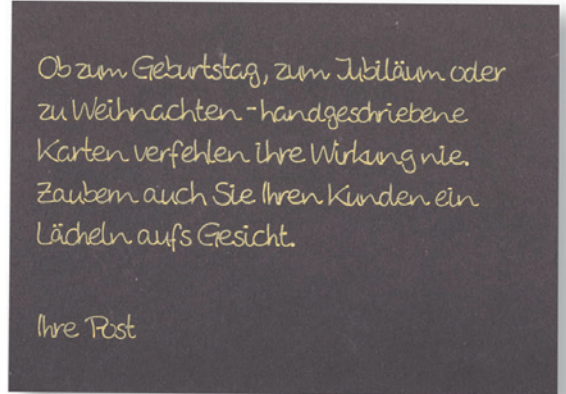 Ob zum Geburtstag, zum Jubiläum oder
zu Weihnachten - handgeschriebene
Karten verfehlen ihre Wirkung nie.
Zaubern auch Sie Ihren Kunden ein
Lächeln aufs Gesicht.
Ihre Post